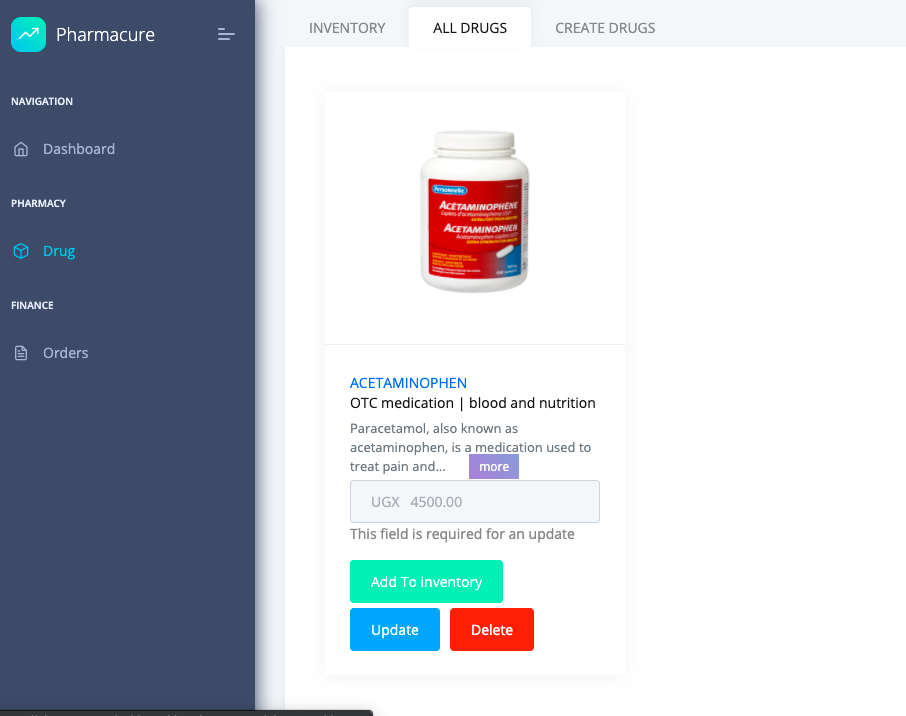 Pharmacure
NAVIGATION
Dashboard
PHARMACY
Drug
FINANCE
Orders
INVENTORY
ALL DRUGS
CREATE DRUGS
Personnelle
ACÉTAMINOPHÈNE
ACETAMINOPHEN
ACETAMINOPHEN
OTC medication | blood and nutrition
Paracetamol, also known as
acetaminophen, is a medication used to
treat pain and... more
UGX 4500.00
This field is required for an update
Add To inventory
Update Delete